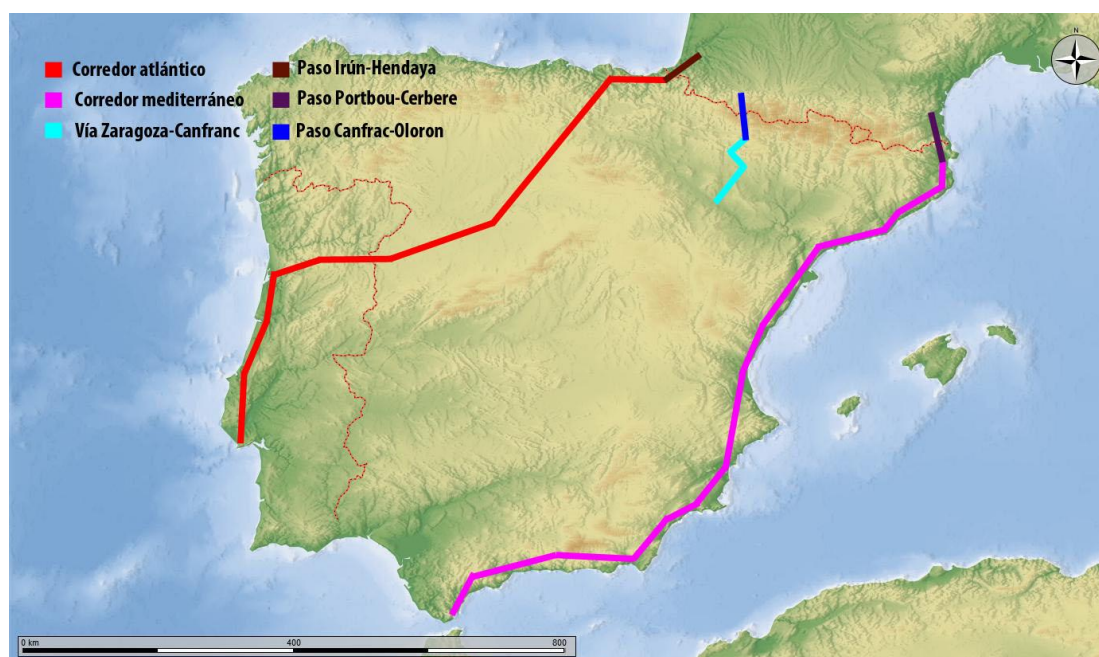 Corredor atlántico
Corredor mediterráneo
Vía Zaragoza-Canfranc
Paso Irún-Hendaya
Paso Portbou-Cerbere
Paso Canfrac-Oloron
N
0 km
400
800